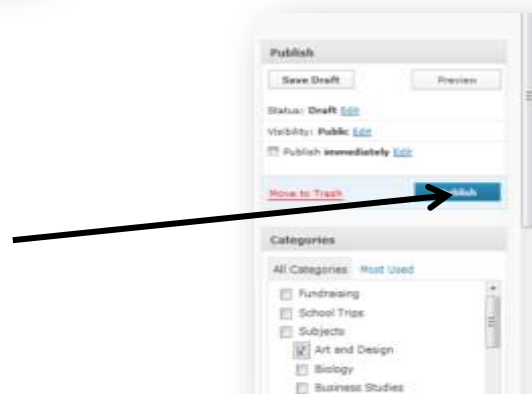 Publish
Save Draft Preview
Status: Draft Edit
Visibility: Public Edit
Publish immediately Edit
Move to Trash Publish
Categories
All Categories Most Used
Fundraising
School Trips
Subjects
Art and Design
Biology
Business Studies